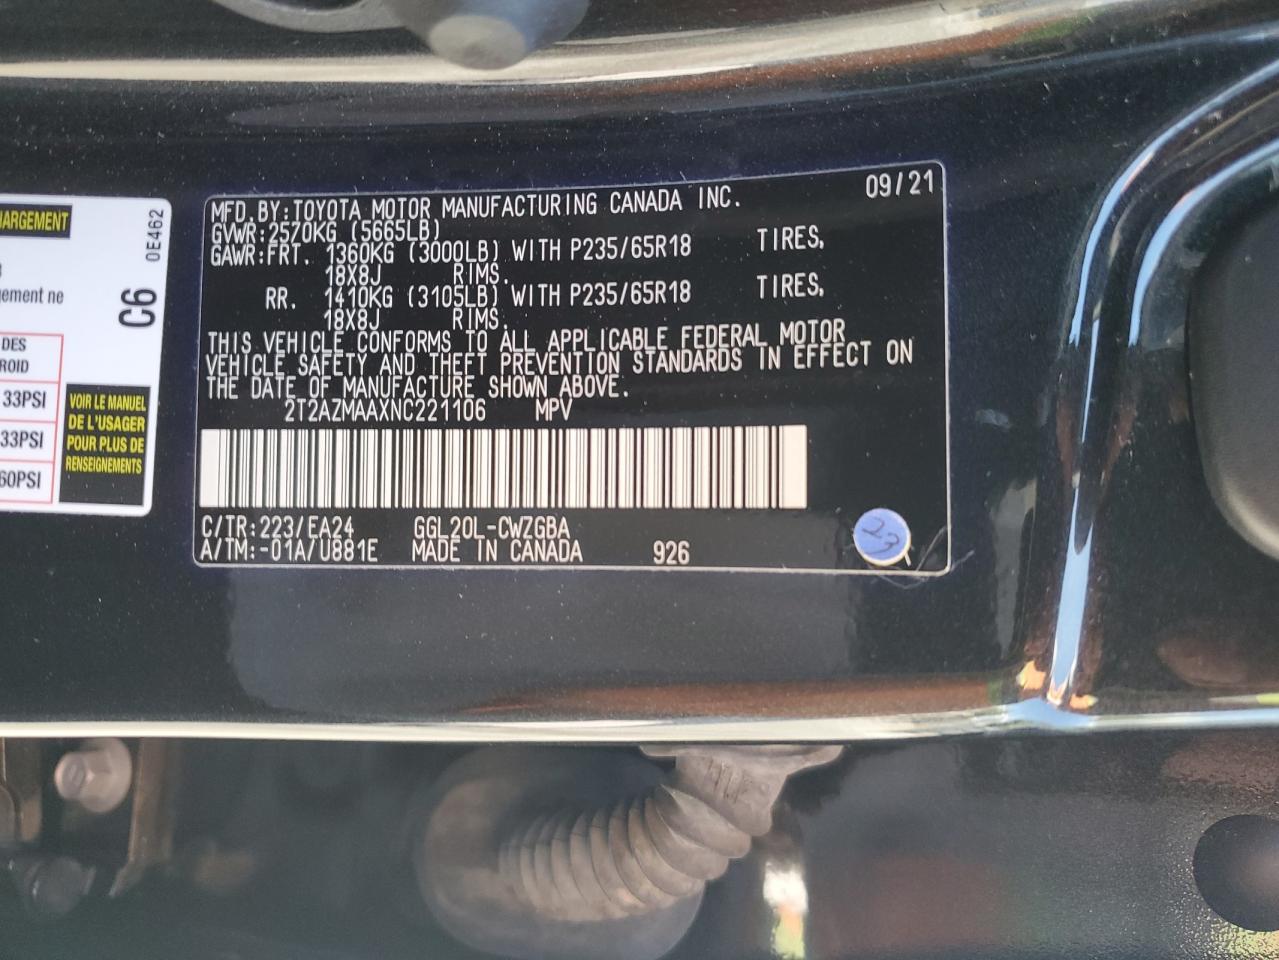 HARGEMENT
gement ne
0E462
C6
DES
ROID
33PSI
33PSI
60PSI
VOIR LE MANUEL
DE L'USAGER
POUR PLUS DE
RENSEIGNEMENTS
MFD.BY:TOYOTA MOTOR MANUFACTURING CANADA INC. 09/21
GVWR:2570KG (5665LB)
GAWR:FRT. 1360KG (3000LB) WITH P235/65R18 TIRES,
18X8J RIMS.
RR. 1410KG (3105LB) WITH P235/65R18 TIRES,
18X8J RIMS.
THIS VEHICLE CONFORMS TO ALL APPLICABLE FEDERAL MOTOR
VEHICLE SAFETY AND THEFT PREVENTION STANDARDS IN EFFECT ON
THE DATE OF MANUFACTURE SHOWN ABOVE.
2T2AZMAAXNC221106 MPV
C/TR:223/EA24 GGL20L-CWZGBA
A/TM:-01A/U881E MADE IN CANADA 926
23